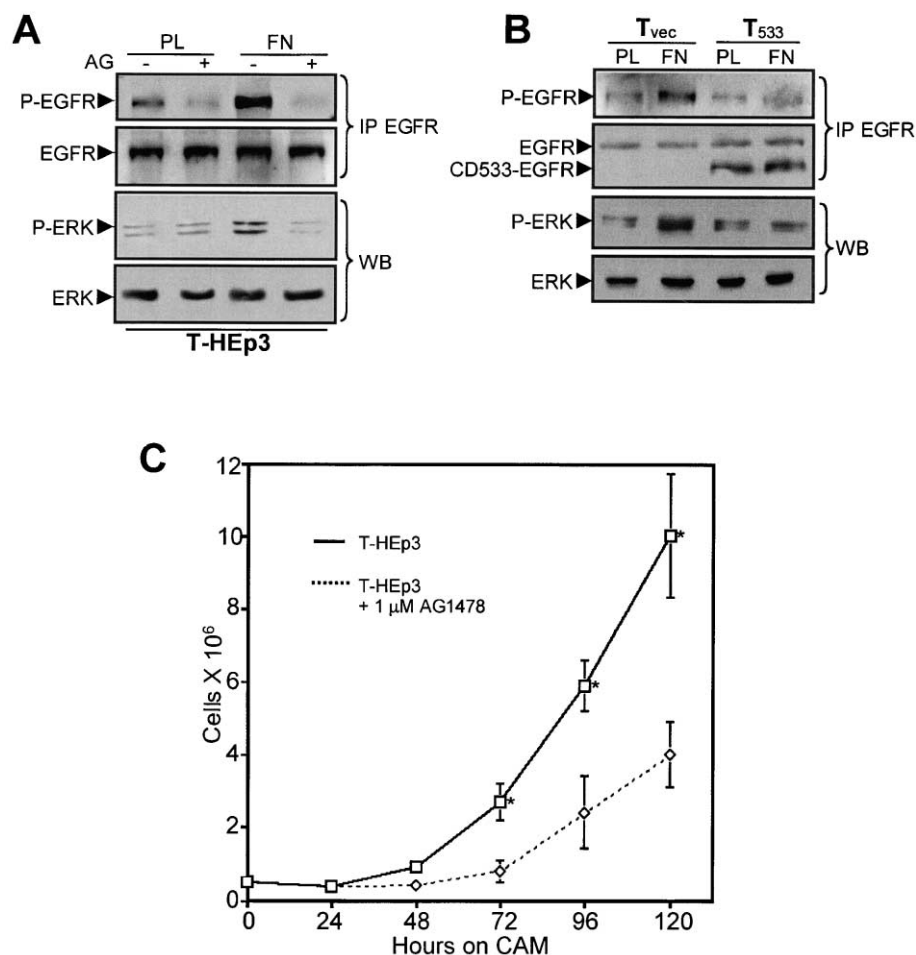 A
PL FN
AG - + - +
P-EGFR
EGFR
IP EGFR
P-ERK
ERK
WB
T-HEp3
B
Tvec T533
PL FN PL FN
P-EGFR
EGFR
CD533-EGFR
IP EGFR
P-ERK
ERK
WB
C
Cells X 10⁶
12
10
8
6
4
2
0
T-HEp3
T-HEp3
+ 1 μM AG1478
*
*
*
0 24 48 72 96 120
Hours on CAM